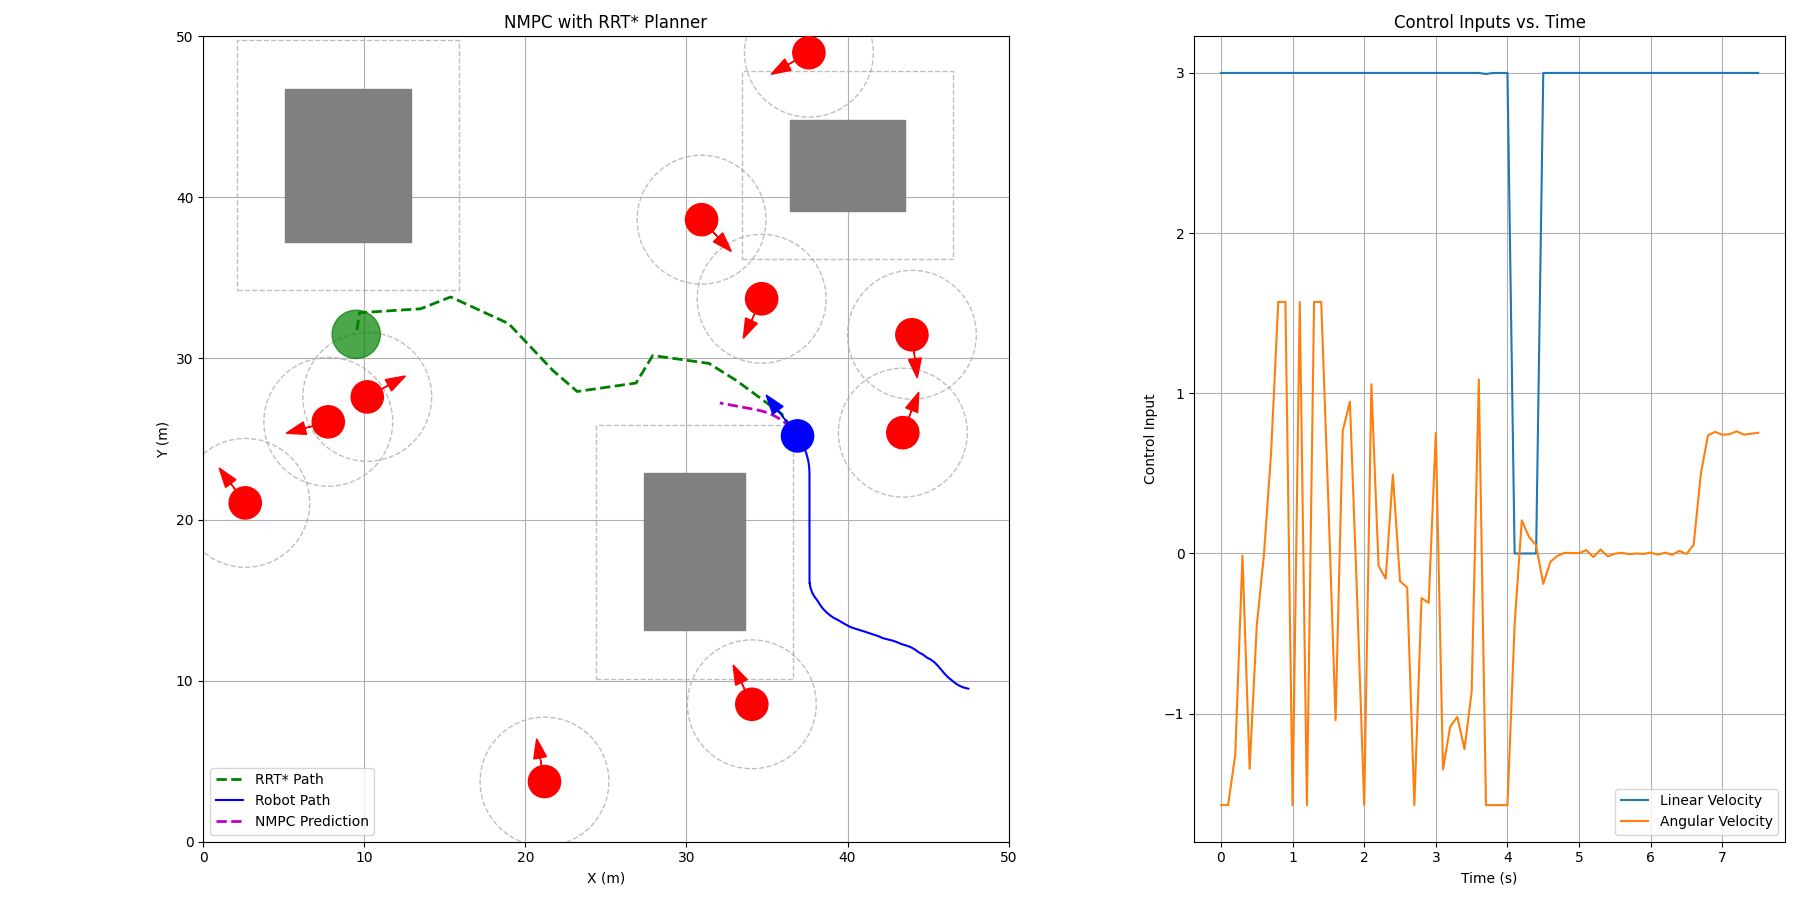 NMPC with RRT* Planner
50
40
30
20
10
0
Y (m)
0 10 20 30 40 50
X (m)
RRT* Path
Robot Path
NMPC Prediction
Control Inputs vs. Time
3
2
1
0
−1
Control Input
0 1 2 3 4 5 6 7
Time (s)
Linear Velocity
Angular Velocity